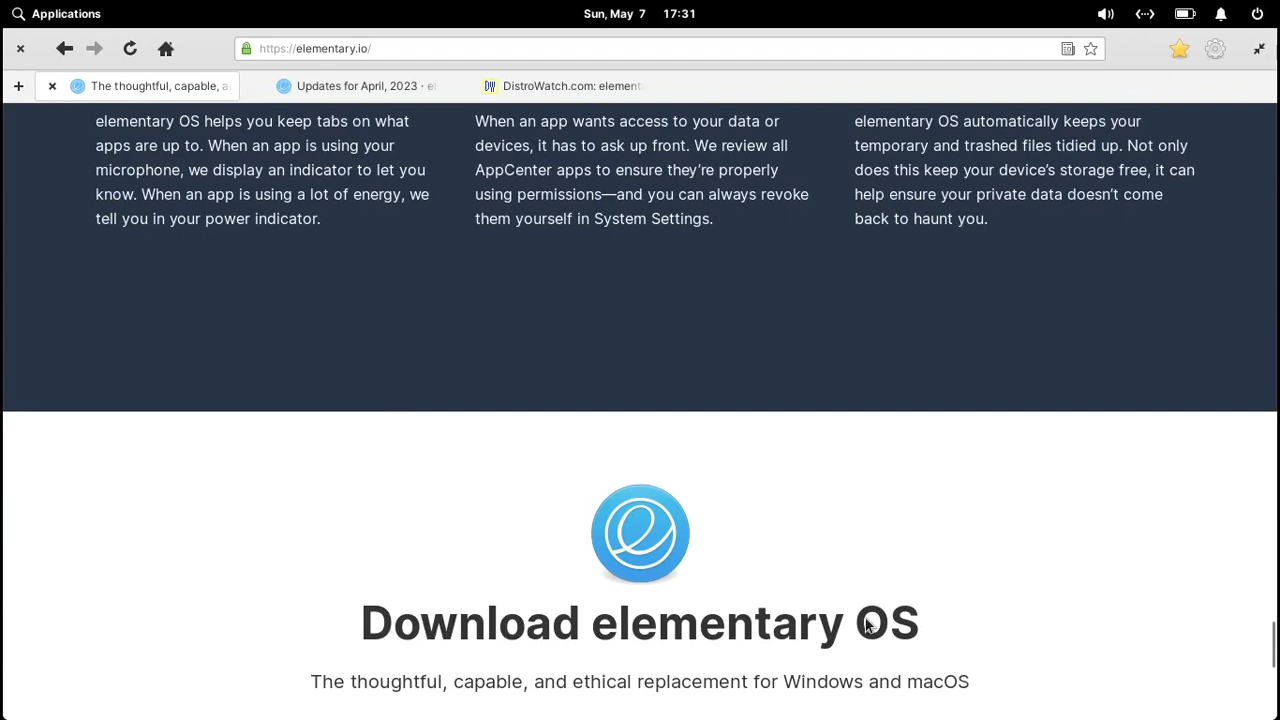 Applications
Sun, May 7 17:31
https://elementary.io/
The thoughtful, capable, a
Updates for April, 2023 · el
DW DistroWatch.com: element
elementary OS helps you keep tabs on what
apps are up to. When an app is using your
microphone, we display an indicator to let you
know. When an app is using a lot of energy, we
tell you in your power indicator.
When an app wants access to your data or
devices, it has to ask up front. We review all
AppCenter apps to ensure they’re properly
using permissions—and you can always revoke
them yourself in System Settings.
elementary OS automatically keeps your
temporary and trashed files tidied up. Not only
does this keep your device’s storage free, it can
help ensure your private data doesn’t come
back to haunt you.
Download elementary OS
The thoughtful, capable, and ethical replacement for Windows and macOS